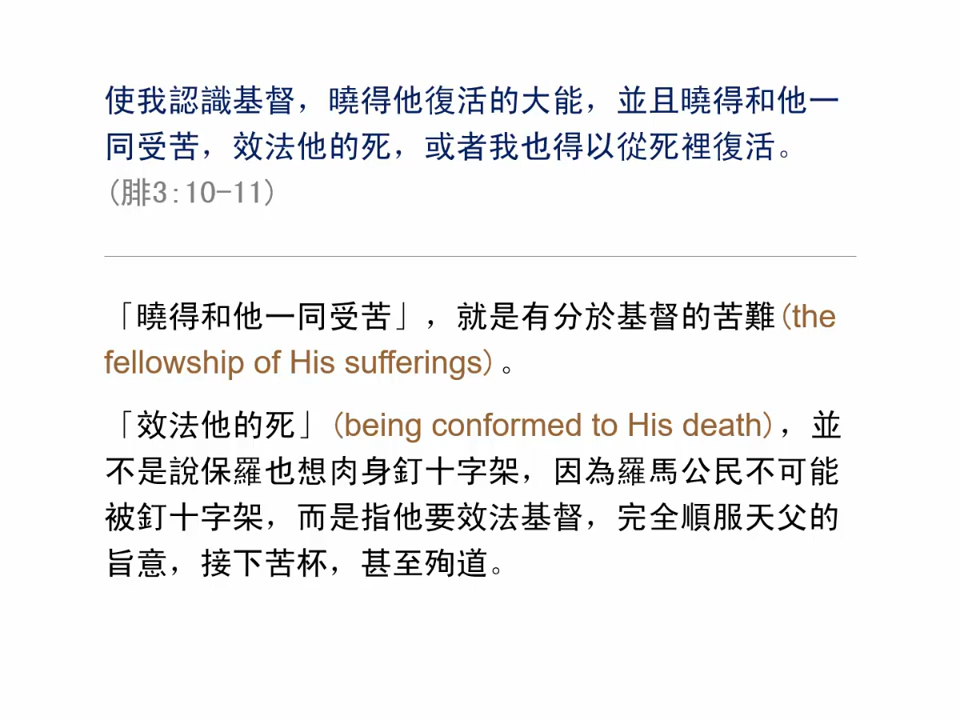 使我認識基督，曉得他復活的大能，並且曉得和他一
同受苦，效法他的死，或者我也得以從死裡復活。
(腓3:10-11)
「曉得和他一同受苦」，就是有分於基督的苦難(the
fellowship of His sufferings)。
「效法他的死」(being conformed to His death)，並
不是說保羅也想肉身釘十字架，因為羅馬公民不可能
被釘十字架，而是指他要效法基督，完全順服天父的
旨意，接下苦杯，甚至殉道。